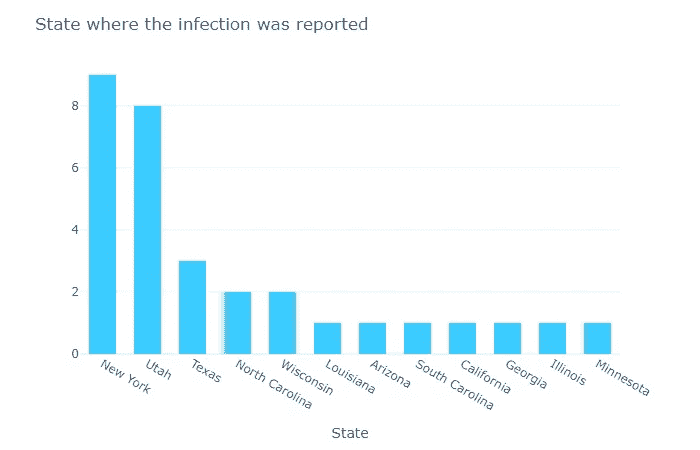 State where the infection was reported
8
6
4
2
0
New York
Utah
Texas
North Carolina
Wisconsin
Louisiana
Arizona
South Carolina
California
Georgia
Illinois
Minnesota
State